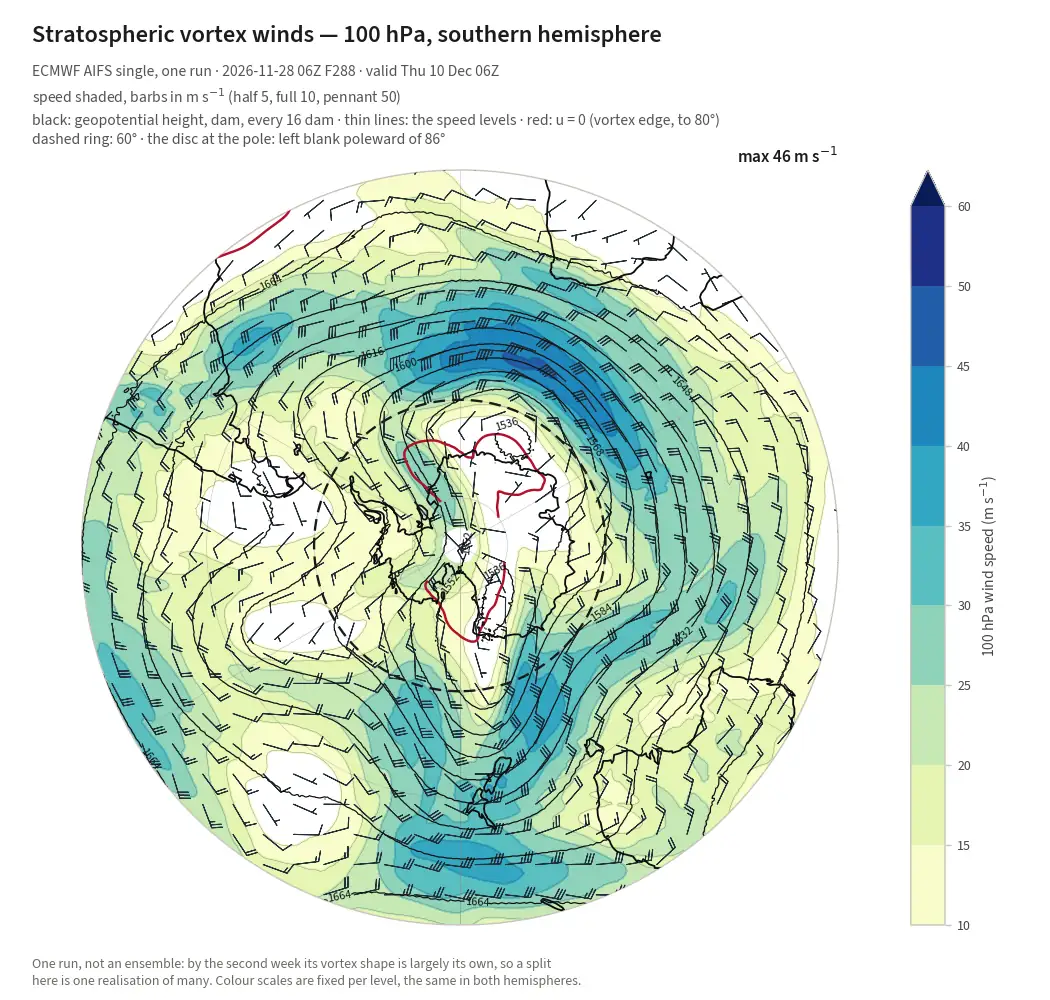 Stratospheric vortex winds — 100 hPa, southern hemisphere
ECMWF AIFS single, one run · 2026-11-28 06Z F288 · valid Thu 10 Dec 06Z
speed shaded, barbs in m s⁻¹ (half 5, full 10, pennant 50)
black: geopotential height, dam, every 16 dam · thin lines: the speed levels · red: u = 0 (vortex edge, to 80°)
dashed ring: 60° · the disc at the pole: left blank poleward of 86°
max 46 m s⁻¹
60
50
45
40
35
30
25
20
15
10
100 hPa wind speed (m s⁻¹)
1664
1616
1600
1648
1536
1568
1552
1536
1584
1632
1664
1664
One run, not an ensemble: by the second week its vortex shape is largely its own, so a split
here is one realisation of many. Colour scales are fixed per level, the same in both hemispheres.